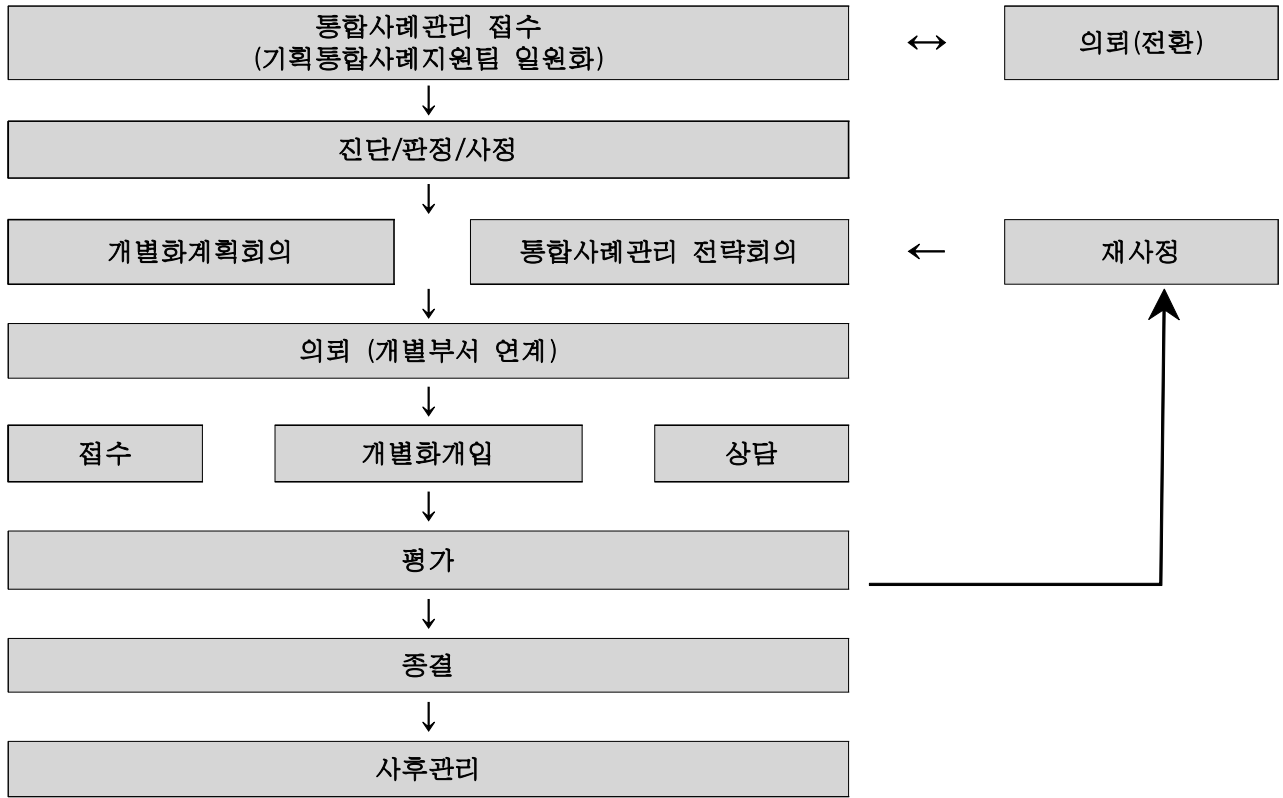 통합사례관리 접수
(기획통합사례지원팀 일원화)
↔
의뢰(전환)
↓
진단/판정/사정
↓
개별화계획회의
통합사례관리 전략회의
←
재사정
↓
의뢰 (개별부서 연계)
↓
접수
개별화개입
상담
↓
평가
↓
종결
↓
사후관리